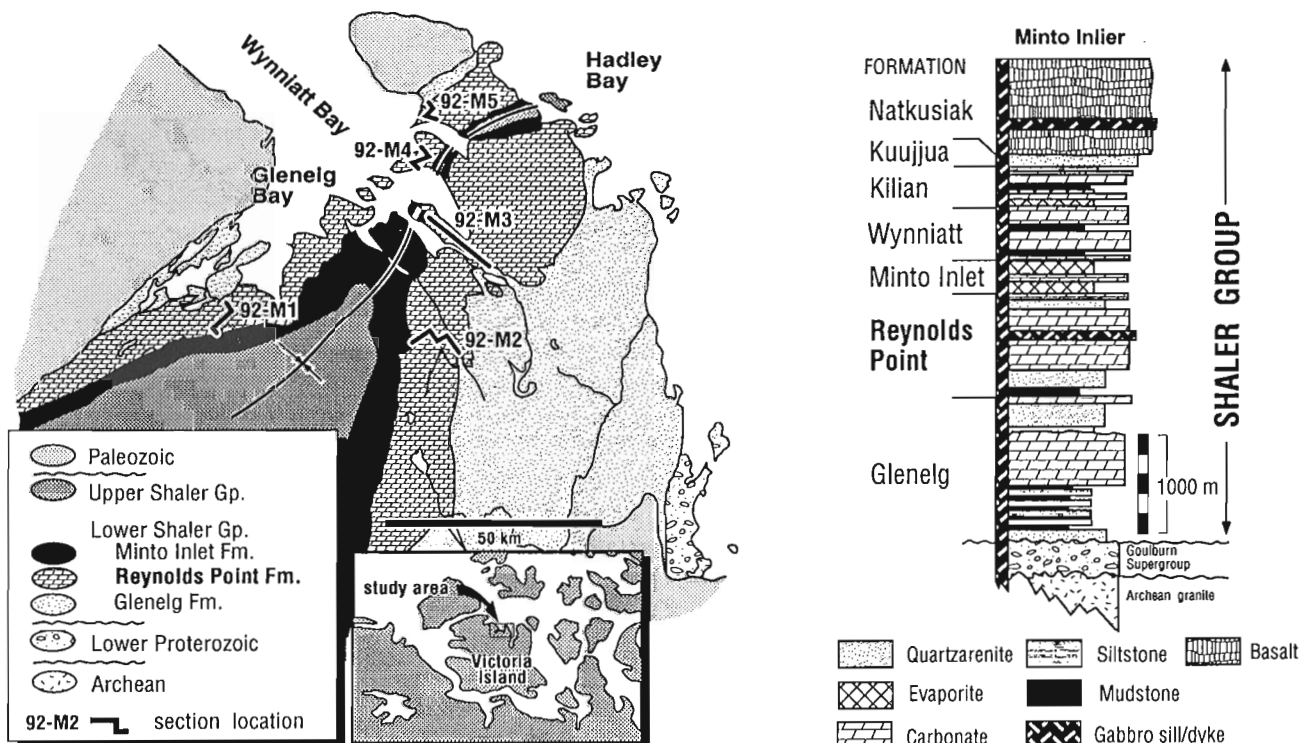 Wynniatt Bay
Hadley
Bay
92-M5
92-M4
Glenelg
Bay
92-M3
92-M1
92-M2
Paleozoic
Upper Shaler Gp.
Lower Shaler Gp.
Minto Inlet Fm.
Reynolds Point Fm.
Glenelg Fm.
Lower Proterozoic
Archean
92-M2 section location
50 km
study area
Victoria
Island
Minto Inlier
FORMATION
Natkusiak
Kuujjua
Kilian
Wynniatt
Minto Inlet
Reynolds
Point
Glenelg
1000 m
SHALER GROUP
Goulburn
Supergroup
Archean granite
Quartzarenite
Siltstone
Basalt
Evaporite
Mudstone
Carbonate
Gabbro sill/dyke